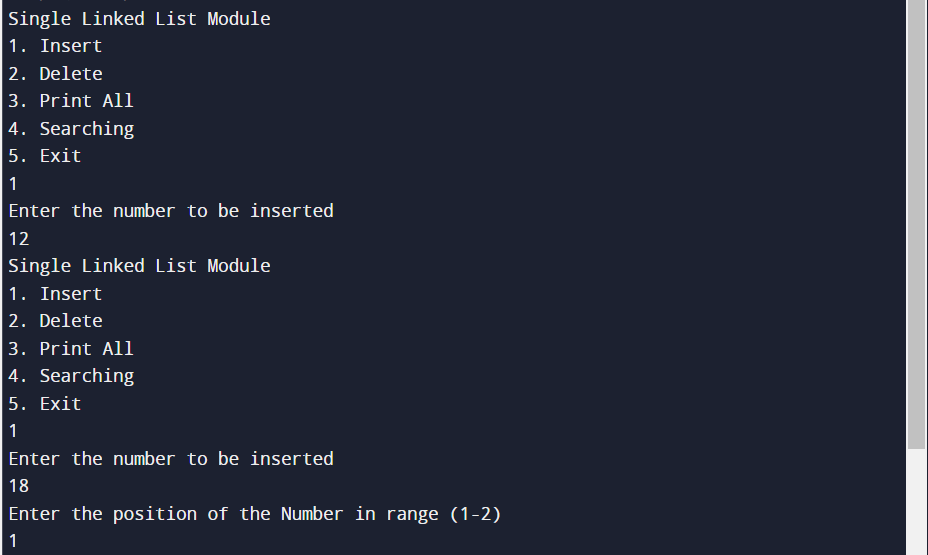 Single Linked List Module
1. Insert
2. Delete
3. Print All
4. Searching
5. Exit
1
Enter the number to be inserted
12
Single Linked List Module
1. Insert
2. Delete
3. Print All
4. Searching
5. Exit
1
Enter the number to be inserted
18
Enter the position of the Number in range (1-2)
1